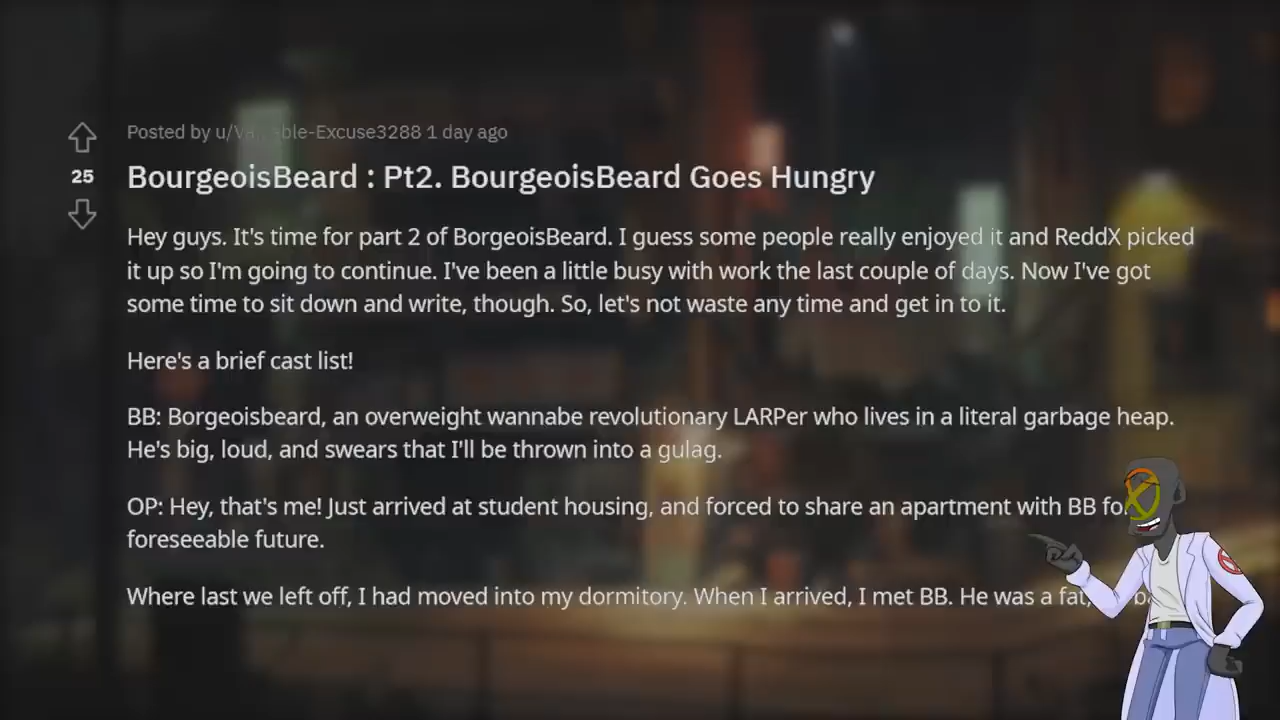 Posted by u/ 1 day ago
25
BourgeoisBeard : Pt2. BourgeoisBeard Goes Hungry
Hey guys. It's time for part 2 of BorgeoisBeard. I guess some people really enjoyed it and ReddX picked
it up so I'm going to continue. I've been a little busy with work the last couple of days. Now I've got
some time to sit down and write, though. So, let's not waste any time and get in to it.
Here's a brief cast list!
BB: Borgeoisbeard, an overweight wannabe revolutionary LARPer who lives in a literal garbage heap.
He's big, loud, and swears that I'll be thrown into a gulag.
OP: Hey, that's me! Just arrived at student housing, and forced to share an apartment with BB
foreseeable future.
Where last we left off, I had moved into my dormitory. When I arrived, I met BB. He was a fat,